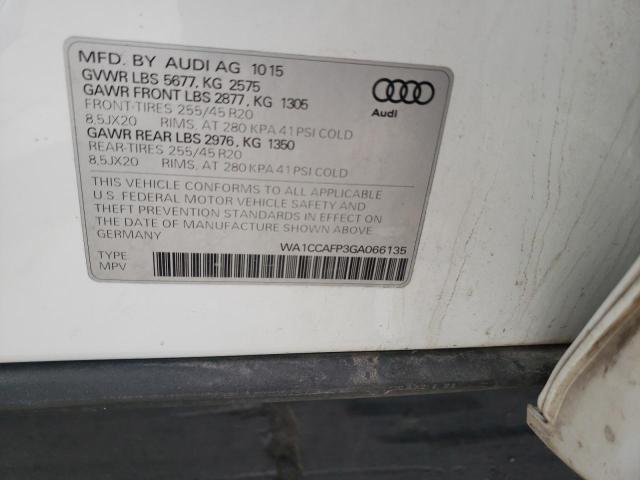 MFD. BY AUDI AG 1015
GVWR LBS 5677, KG 2575
GAWR FRONT LBS 2877, KG 1305
FRONT-TIRES 255/45 R20
8,5JX20 RIMS, AT 280 KPA 41 PSI COLD
GAWR REAR LBS 2976, KG 1350
REAR-TIRES 255/45 R20
8,5JX20 RIMS, AT 280 KPA 41 PSI COLD
Audi
THIS VEHICLE CONFORMS TO ALL APPLICABLE
U.S FEDERAL MOTOR VEHICLE SAFETY AND
THEFT PREVENTION STANDARDS IN EFFECT ON
THE DATE OF MANUFACTURE SHOWN ABOVE
GERMANY
WA1CCAFP3GA066135
TYPE
MPV